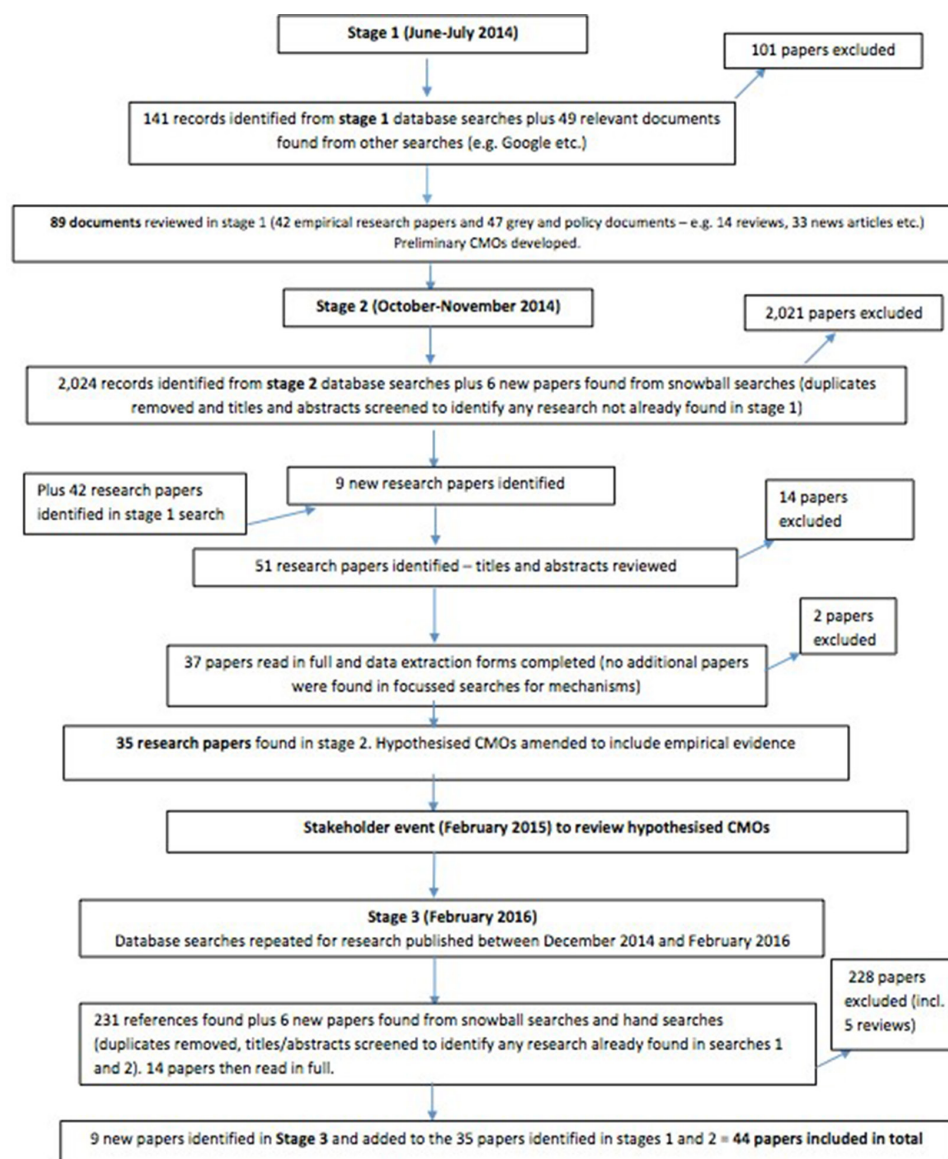 Stage 1 (June-July 2014)
101 papers excluded
141 records identified from stage 1 database searches plus 49 relevant documents
found from other searches (e.g. Google etc.)
89 documents reviewed in stage 1 (42 empirical research papers and 47 grey and policy documents – e.g. 14 reviews, 33 news articles etc.)
Preliminary CMOs developed.
Stage 2 (October-November 2014)
2,021 papers excluded
2,024 records identified from stage 2 database searches plus 6 new papers found from snowball searches (duplicates
removed and titles and abstracts screened to identify any research not already found in stage 1)
9 new research papers identified
Plus 42 research papers
identified in stage 1 search
14 papers
excluded
51 research papers identified – titles and abstracts reviewed
2 papers
excluded
37 papers read in full and data extraction forms completed (no additional papers
were found in focussed searches for mechanisms)
35 research papers found in stage 2. Hypothesised CMOs amended to include empirical evidence
Stakeholder event (February 2015) to review hypothesised CMOs
Stage 3 (February 2016)
Database searches repeated for research published between December 2014 and February 2016
228 papers
excluded (incl.
5 reviews)
231 references found plus 6 new papers found from snowball searches and hand searches
(duplicates removed, titles/abstracts screened to identify any research already found in searches 1
and 2). 14 papers then read in full.
9 new papers identified in Stage 3 and added to the 35 papers identified in stages 1 and 2 = 44 papers included in total